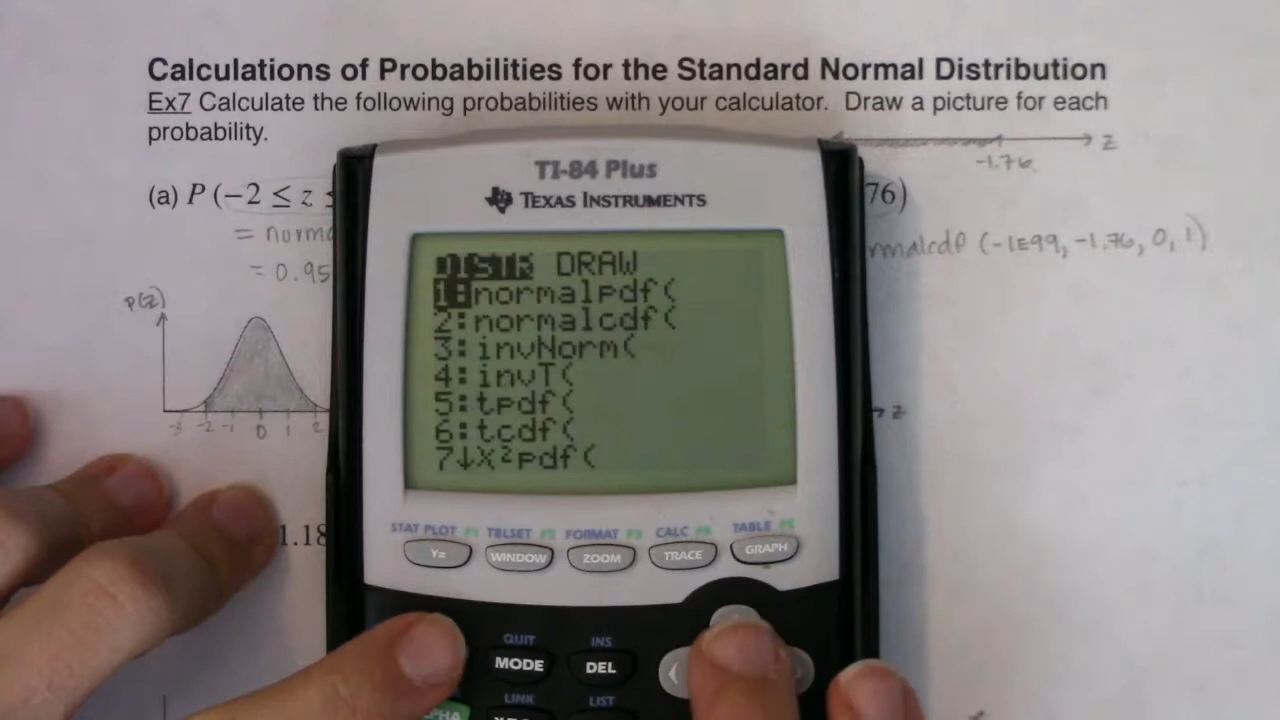 Calculations of Probabilities for the Standard Normal Distribution
Ex7 Calculate the following probabilities with your calculator. Draw a picture for each
probability.
z
-1.76
TI-84 Plus
TEXAS INSTRUMENTS
(a) P (-2 ≤ z ≤
76)
= norma
rmalcdf (-1E99, -1.76, 0, 1)
= 0.95
P(z)
-3 -2 -1 0 1 2
z
1.18
DISTR DRAW
1:normalpdf(
2:normalcdf(
3:invNorm(
4:invT(
5:tpdf(
6:tcdf(
7↓X²pdf(
STAT PLOT F1 TBLSET F2 FORMAT F3 CALC F4 TABLE F5
Y= WINDOW ZOOM TRACE GRAPH
QUIT INS
MODE DEL
LINK LIST